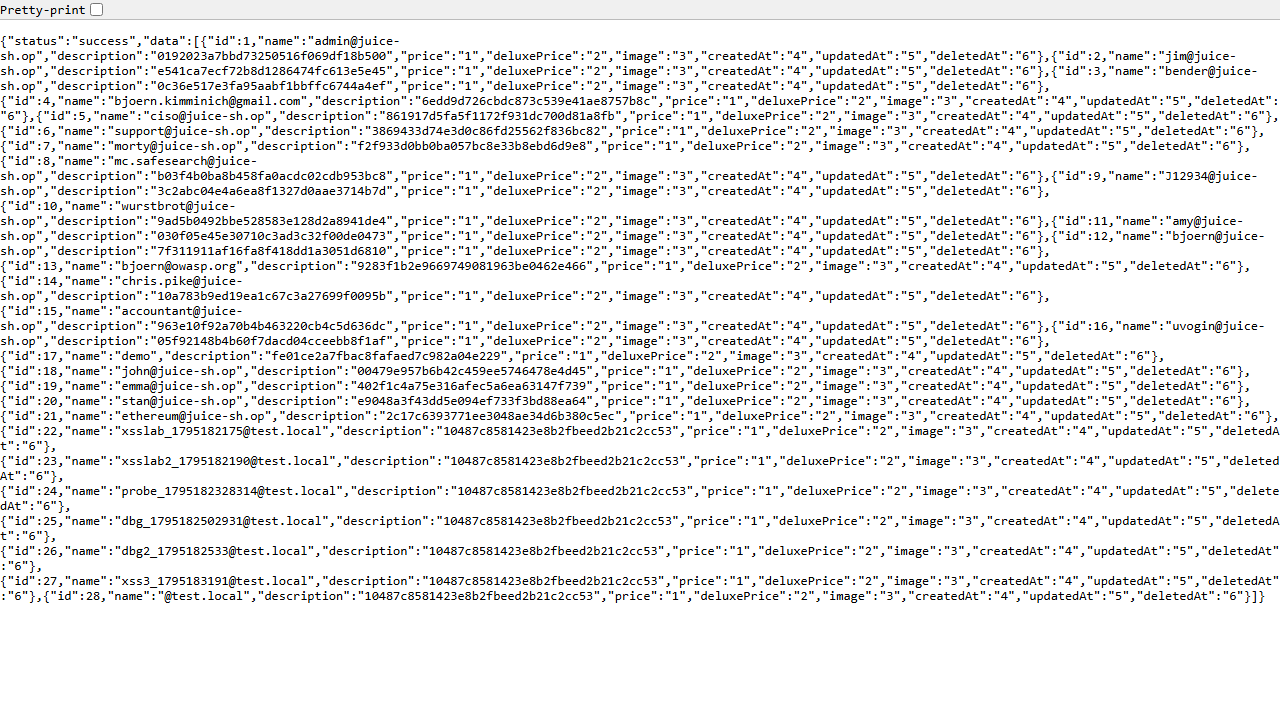 Pretty-print
{"status":"success","data":[{"id":1,"name":"admin@juice-
sh.op","description":"0192023a7bbd73250516f069df18b500","price":"1","deluxePrice":"2","image":"3","createdAt":"4","updatedAt":"5","deletedAt":"6"},{"id":2,"name":"jim@juice-
sh.op","description":"e541ca7ecf72b8d1286474fc613e5e45","price":"1","deluxePrice":"2","image":"3","createdAt":"4","updatedAt":"5","deletedAt":"6"},{"id":3,"name":"bender@juice-
sh.op","description":"0c36e517e3fa95aabf1bbffc6744a4ef","price":"1","deluxePrice":"2","image":"3","createdAt":"4","updatedAt":"5","deletedAt":"6"},
{"id":4,"name":"bjoern.kimminich@gmail.com","description":"6edd9d726cbdc873c539e41ae8757b8c","price":"1","deluxePrice":"2","image":"3","createdAt":"4","updatedAt":"5","deletedAt":
"6"},{"id":5,"name":"ciso@juice-sh.op","description":"861917d5fa5f1172f931dc700d81a8fb","price":"1","deluxePrice":"2","image":"3","createdAt":"4","updatedAt":"5","deletedAt":"6"},
{"id":6,"name":"support@juice-sh.op","description":"3869433d74e3d0c86fd25562f836bc82","price":"1","deluxePrice":"2","image":"3","createdAt":"4","updatedAt":"5","deletedAt":"6"},
{"id":7,"name":"morty@juice-sh.op","description":"f2f933d0bb0ba057bc8e33b8ebd6d9e8","price":"1","deluxePrice":"2","image":"3","createdAt":"4","updatedAt":"5","deletedAt":"6"},
{"id":8,"name":"mc.safesearch@juice-
sh.op","description":"b03f4b0ba8b458fa0acdc02cdb953bc8","price":"1","deluxePrice":"2","image":"3","createdAt":"4","updatedAt":"5","deletedAt":"6"},{"id":9,"name":"J12934@juice-
sh.op","description":"3c2abc04e4a6ea8f1327d0aae3714b7d","price":"1","deluxePrice":"2","image":"3","createdAt":"4","updatedAt":"5","deletedAt":"6"},
{"id":10,"name":"wurstbrot@juice-
sh.op","description":"9ad5b0492bbe528583e128d2a8941de4","price":"1","deluxePrice":"2","image":"3","createdAt":"4","updatedAt":"5","deletedAt":"6"},{"id":11,"name":"amy@juice-
sh.op","description":"030f05e45e30710c3ad3c32f00de0473","price":"1","deluxePrice":"2","image":"3","createdAt":"4","updatedAt":"5","deletedAt":"6"},{"id":12,"name":"bjoern@juice-
sh.op","description":"7f311911af16fa8f418dd1a3051d6810","price":"1","deluxePrice":"2","image":"3","createdAt":"4","updatedAt":"5","deletedAt":"6"},
{"id":13,"name":"bjoern@owasp.org","description":"9283f1b2e9669749081963be0462e466","price":"1","deluxePrice":"2","image":"3","createdAt":"4","updatedAt":"5","deletedAt":"6"},
{"id":14,"name":"chris.pike@juice-
sh.op","description":"10a783b9ed19ea1c67c3a27699f0095b","price":"1","deluxePrice":"2","image":"3","createdAt":"4","updatedAt":"5","deletedAt":"6"},
{"id":15,"name":"accountant@juice-
sh.op","description":"963e10f92a70b4b463220cb4c5d636dc","price":"1","deluxePrice":"2","image":"3","createdAt":"4","updatedAt":"5","deletedAt":"6"},{"id":16,"name":"uvogin@juice-
sh.op","description":"05f92148b4b60f7dacd04cceebb8f1af","price":"1","deluxePrice":"2","image":"3","createdAt":"4","updatedAt":"5","deletedAt":"6"},
{"id":17,"name":"demo","description":"fe01ce2a7fbac8fafaed7c982a04e229","price":"1","deluxePrice":"2","image":"3","createdAt":"4","updatedAt":"5","deletedAt":"6"},
{"id":18,"name":"john@juice-sh.op","description":"00479e957b6b42c459ee5746478e4d45","price":"1","deluxePrice":"2","image":"3","createdAt":"4","updatedAt":"5","deletedAt":"6"},
{"id":19,"name":"emma@juice-sh.op","description":"402f1c4a75e316afec5a6ea63147f739","price":"1","deluxePrice":"2","image":"3","createdAt":"4","updatedAt":"5","deletedAt":"6"},
{"id":20,"name":"stan@juice-sh.op","description":"e9048a3f43dd5e094ef733f3bd88ea64","price":"1","deluxePrice":"2","image":"3","createdAt":"4","updatedAt":"5","deletedAt":"6"},
{"id":21,"name":"ethereum@juice-sh.op","description":"2c17c6393771ee3048ae34d6b380c5ec","price":"1","deluxePrice":"2","image":"3","createdAt":"4","updatedAt":"5","deletedAt":"6"},
{"id":22,"name":"xsslab_1795182175@test.local","description":"10487c8581423e8b2fbeed2b21c2cc53","price":"1","deluxePrice":"2","image":"3","createdAt":"4","updatedAt":"5","deletedA
t":"6"},
{"id":23,"name":"xsslab2_1795182190@test.local","description":"10487c8581423e8b2fbeed2b21c2cc53","price":"1","deluxePrice":"2","image":"3","createdAt":"4","updatedAt":"5","deleted
At":"6"},
{"id":24,"name":"probe_1795182328314@test.local","description":"10487c8581423e8b2fbeed2b21c2cc53","price":"1","deluxePrice":"2","image":"3","createdAt":"4","updatedAt":"5","delete
dAt":"6"},
{"id":25,"name":"dbg_1795182502931@test.local","description":"10487c8581423e8b2fbeed2b21c2cc53","price":"1","deluxePrice":"2","image":"3","createdAt":"4","updatedAt":"5","deletedA
t":"6"},
{"id":26,"name":"dbg2_1795182533@test.local","description":"10487c8581423e8b2fbeed2b21c2cc53","price":"1","deluxePrice":"2","image":"3","createdAt":"4","updatedAt":"5","deletedAt"
:"6"},
{"id":27,"name":"xss3_1795183191@test.local","description":"10487c8581423e8b2fbeed2b21c2cc53","price":"1","deluxePrice":"2","image":"3","createdAt":"4","updatedAt":"5","deletedAt"
:"6"},{"id":28,"name":"@test.local","description":"10487c8581423e8b2fbeed2b21c2cc53","price":"1","deluxePrice":"2","image":"3","createdAt":"4","updatedAt":"5","deletedAt":"6"}]}